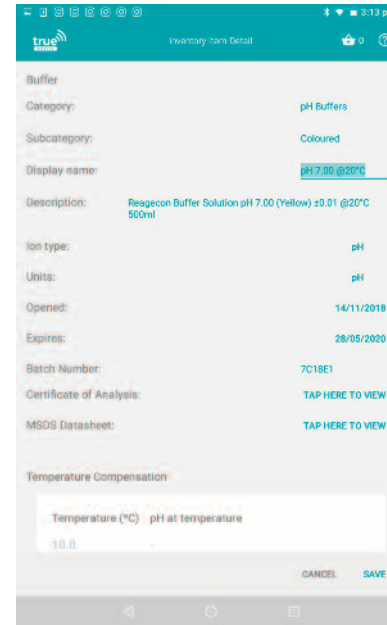 3:13 p
true
Inventory Item Detail
0
Buffer
Category: pH Buffers
Subcategory: Coloured
Display name: pH 7.00 @20°C
Description: Reagecon Buffer Solution pH 7.00 (Yellow) ±0.01 @20°C
500ml
Ion type: pH
Units: pH
Opened: 14/11/2018
Expires: 28/05/2020
Batch Number: 7C18E1
Certificate of Analysis: TAP HERE TO VIEW
MSDS Datasheet: TAP HERE TO VIEW
Temperature Compensation
Temperature (ºC) pH at temperature
10.0 -
CANCEL SAVE